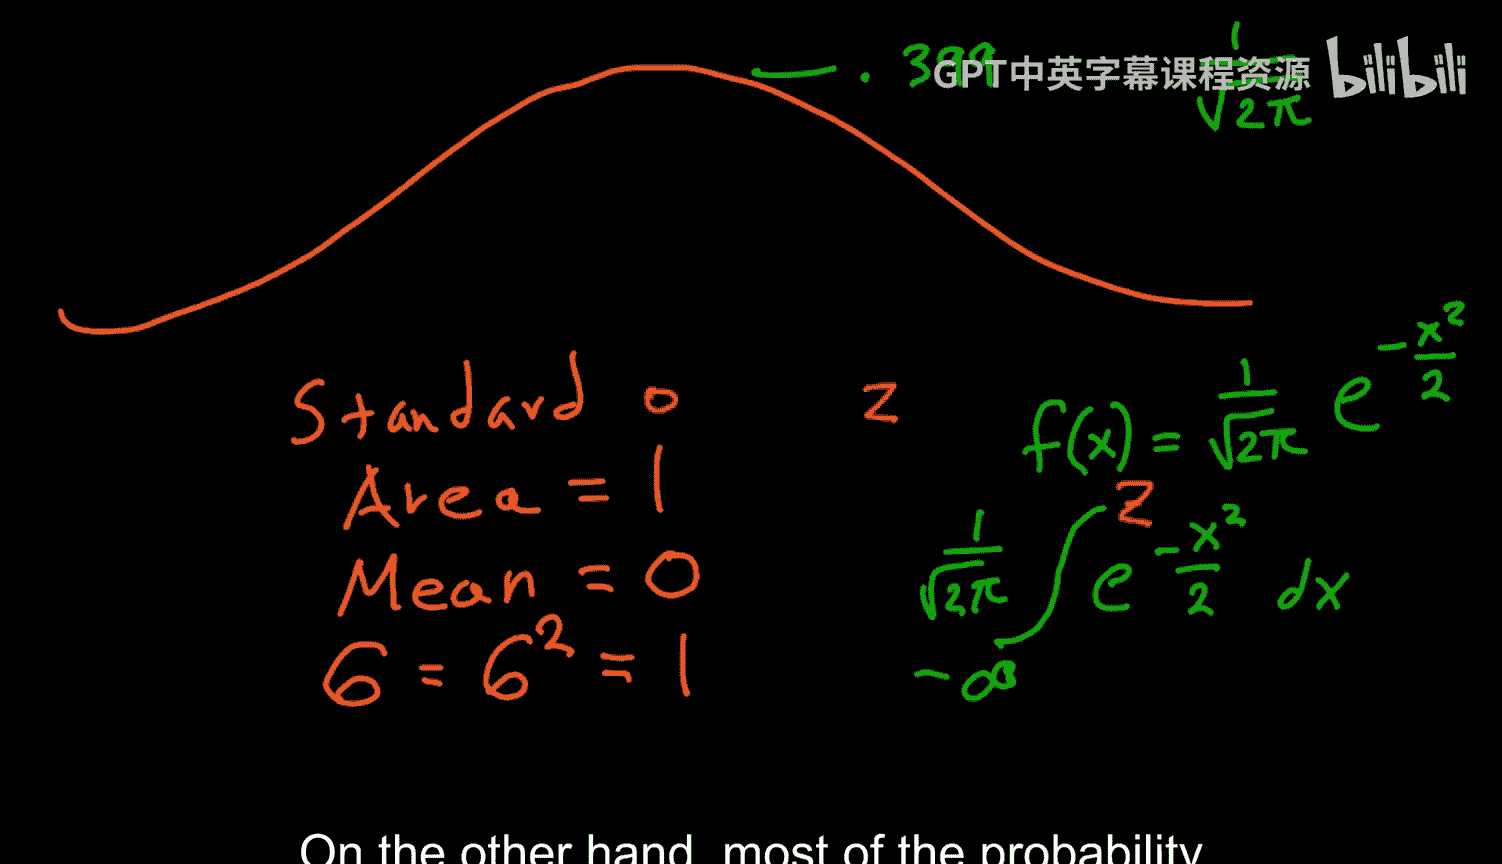 .399
1/√2π
GPT中英字幕课程资源 bilibili
Standard 0 z
f(x) = 1/√2π e^-x²/2
Area = 1
Mean = 0
1/√2π ∫ -∞ z e^-x²/2 dx
б = б² = 1
On the other hand, most of the probability